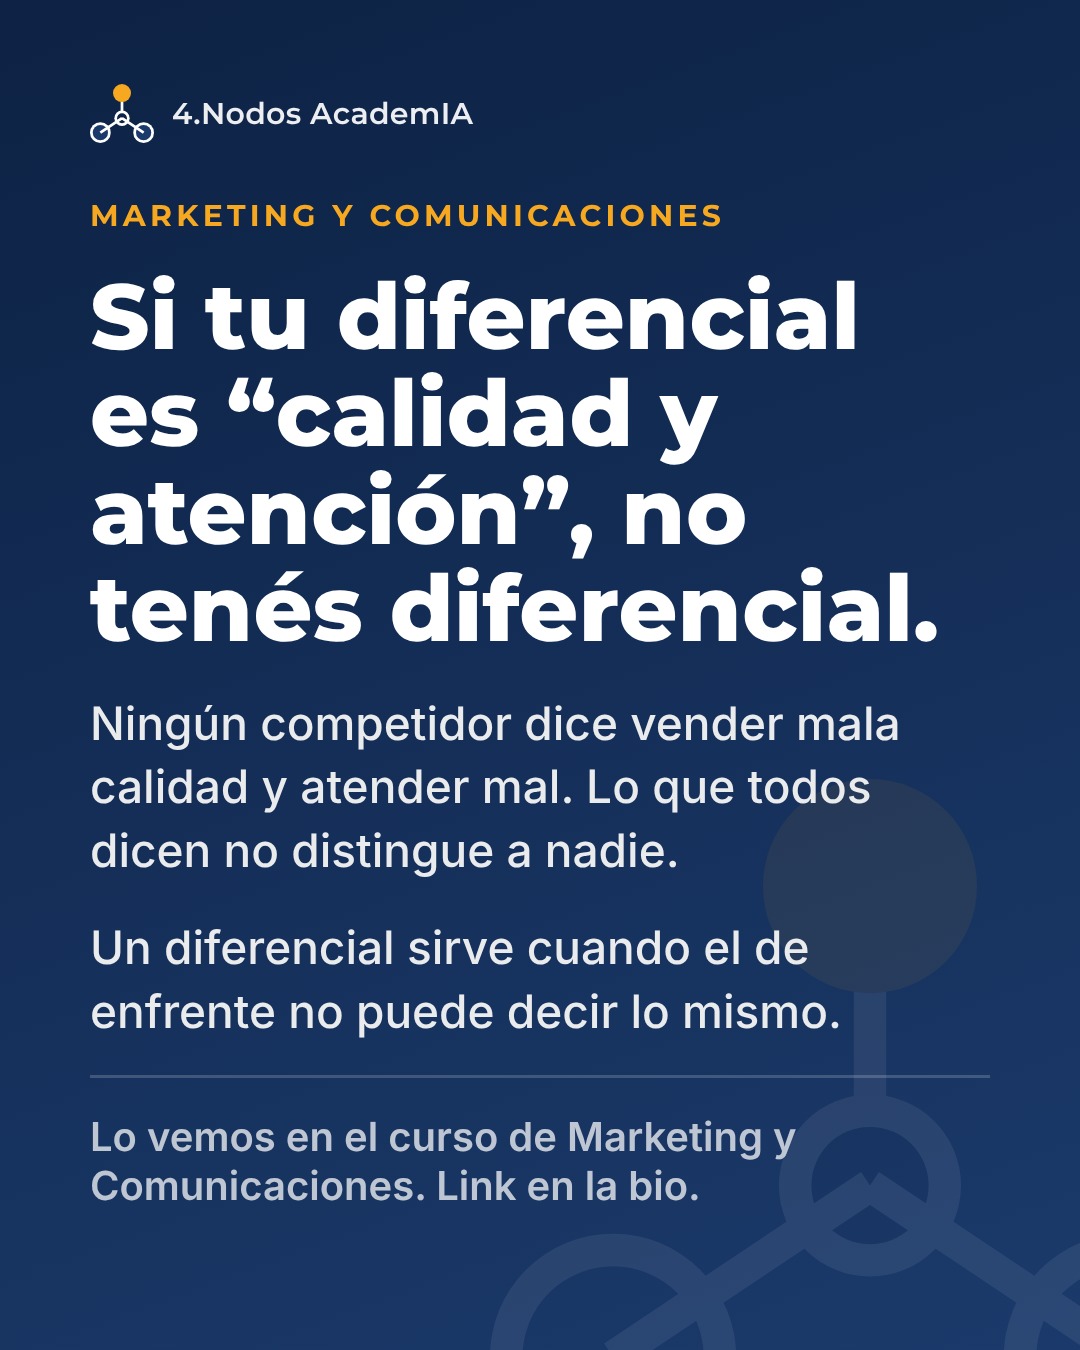 4.Nodos AcademIA
MARKETING Y COMUNICACIONES
Si tu diferencial
es “calidad y
atención”, no
tenés diferencial.
Ningún competidor dice vender mala
calidad y atender mal. Lo que todos
dicen no distingue a nadie.
Un diferencial sirve cuando el de
enfrente no puede decir lo mismo.
Lo vemos en el curso de Marketing y
Comunicaciones. Link en la bio.